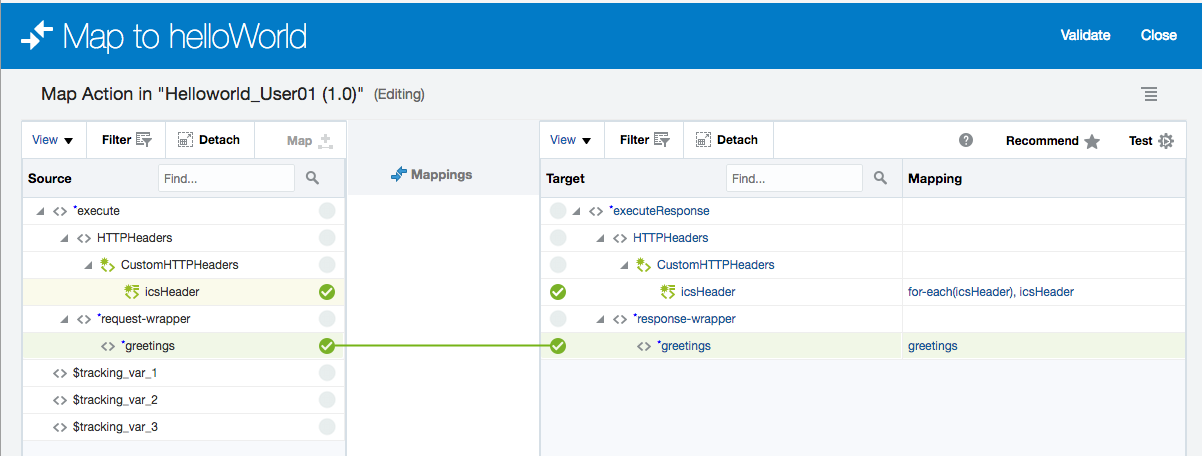 Map to helloWorld
Validate Close
Map Action in "Helloworld_User01 (1.0)" (Editing)
View Filter Detach Map
Mappings
View Filter Detach ? Recommend Test
Source Find...
Target Find... Mapping
<> *execute
<> *executeResponse
<> HTTPHeaders
<> HTTPHeaders
<> CustomHTTPHeaders
<> CustomHTTPHeaders
icsHeader
icsHeader for-each(icsHeader), icsHeader
<> *request-wrapper
<> *response-wrapper
<> *greetings
<> *greetings greetings
<> $tracking_var_1
<> $tracking_var_2
<> $tracking_var_3